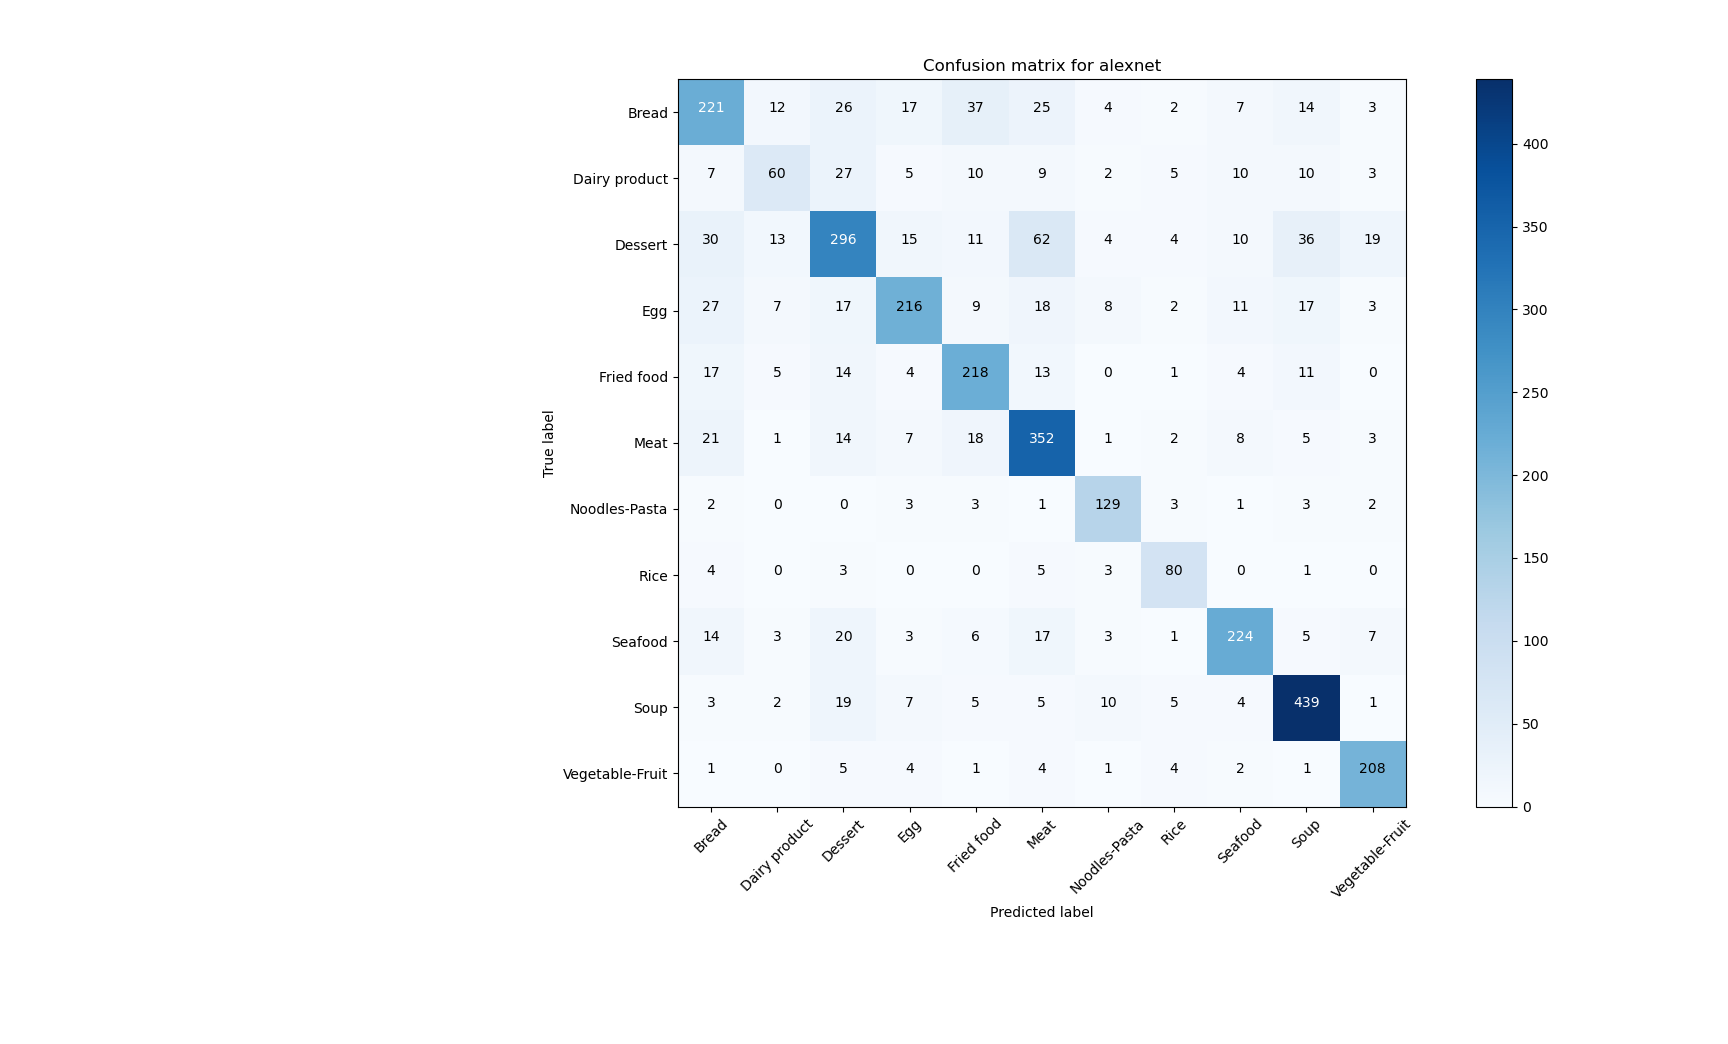 Confusion matrix for alexnet
True label
Bread 221 12 26 17 37 25 4 2 7 14 3
Dairy product 7 60 27 5 10 9 2 5 10 10 3
Dessert 30 13 296 15 11 62 4 4 10 36 19
Egg 27 7 17 216 9 18 8 2 11 17 3
Fried food 17 5 14 4 218 13 0 1 4 11 0
Meat 21 1 14 7 18 352 1 2 8 5 3
Noodles-Pasta 2 0 0 3 3 1 129 3 1 3 2
Rice 4 0 3 0 0 5 3 80 0 1 0
Seafood 14 3 20 3 6 17 3 1 224 5 7
Soup 3 2 19 7 5 5 10 5 4 439 1
Vegetable-Fruit 1 0 5 4 1 4 1 4 2 1 208
Bread Dairy product Dessert Egg Fried food Meat Noodles-Pasta Rice Seafood Soup Vegetable-Fruit
Predicted label
400
350
300
250
200
150
100
50
0